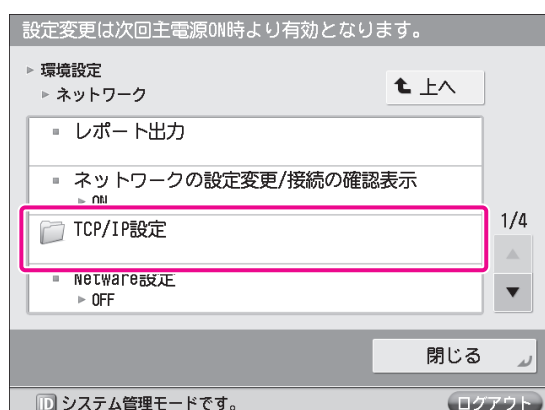 設定変更は次回主電源ON時より有効となります。
環境設定
ネットワーク
上へ
レポート出力
ネットワークの設定変更/接続の確認表示
ON
TCP/IP設定
1/4
Netware設定
OFF
閉じる
ID システム管理モードです。
ログアウト